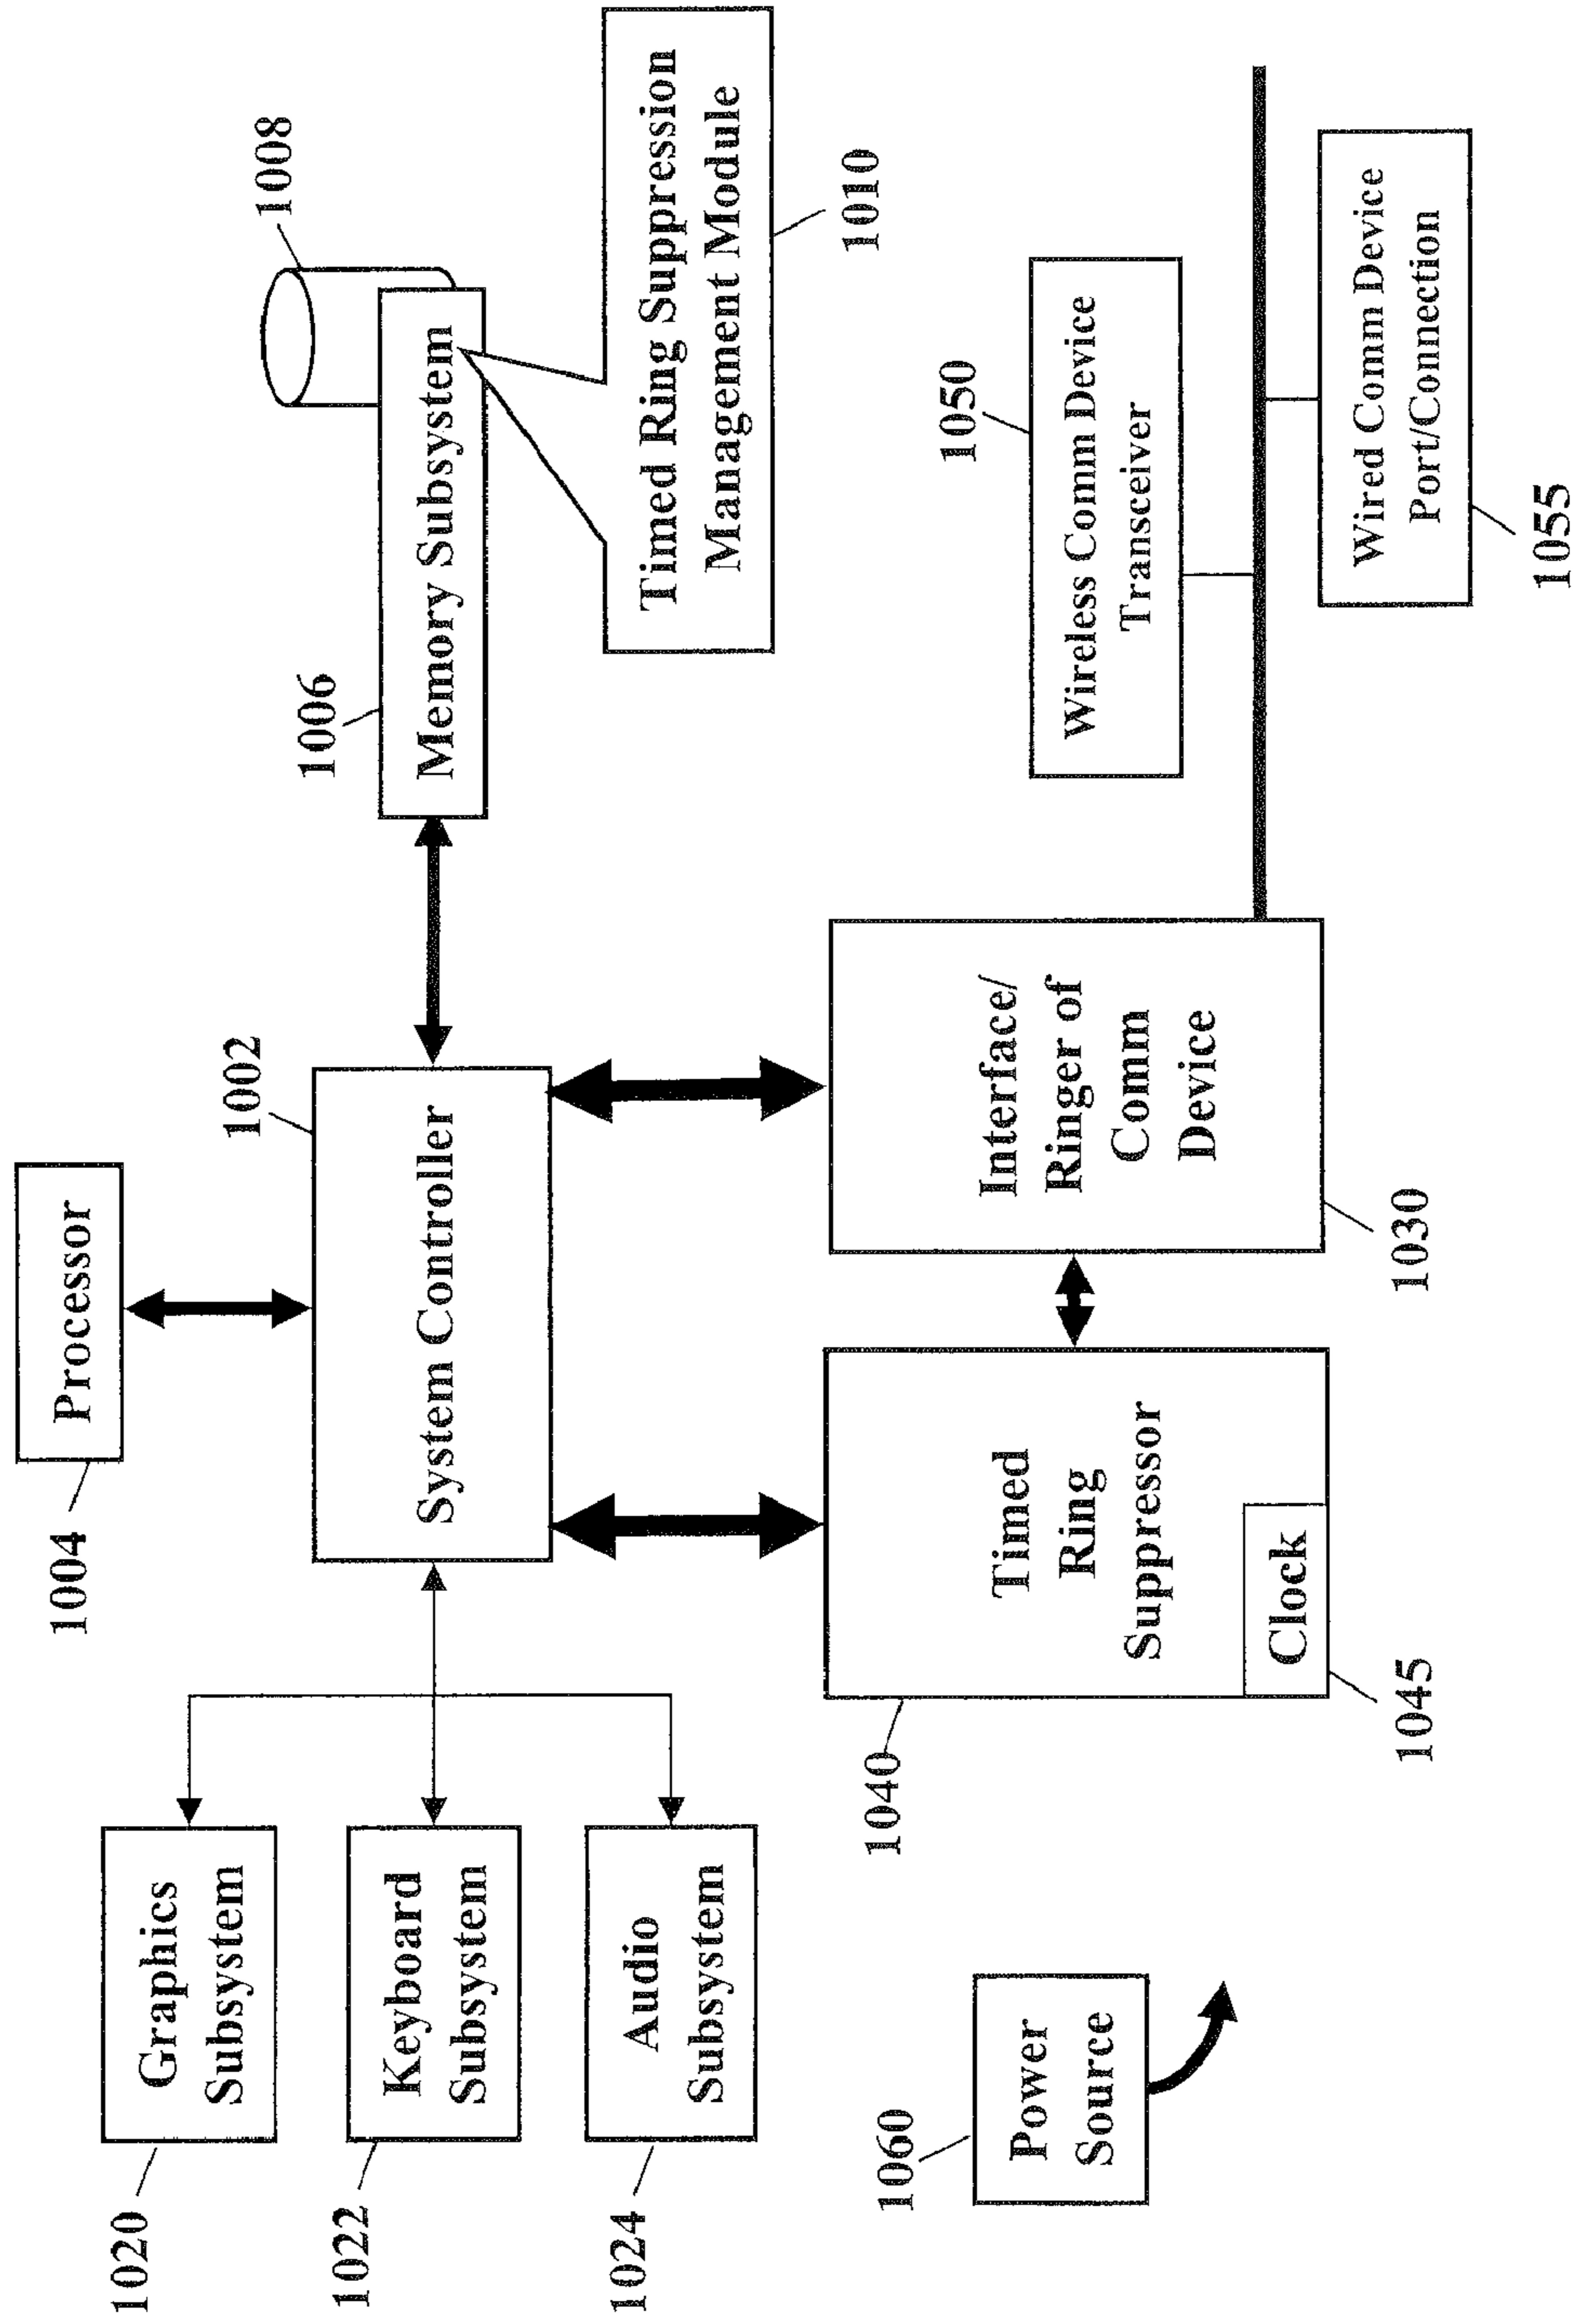 1004
Processor
1002
System Controller
1006
Memory Subsystem
1008
Timed Ring Suppression
Management Module
1010
1020
Graphics
Subsystem
1022
Keyboard
Subsystem
1024
Audio
Subsystem
1040
Timed
Ring
Suppressor
Clock
1045
Interface/
Ringer of
Comm
Device
1030
1050
Wireless Comm Device
Transceiver
Wired Comm Device
Port/Connection
1055
1060
Power
Source